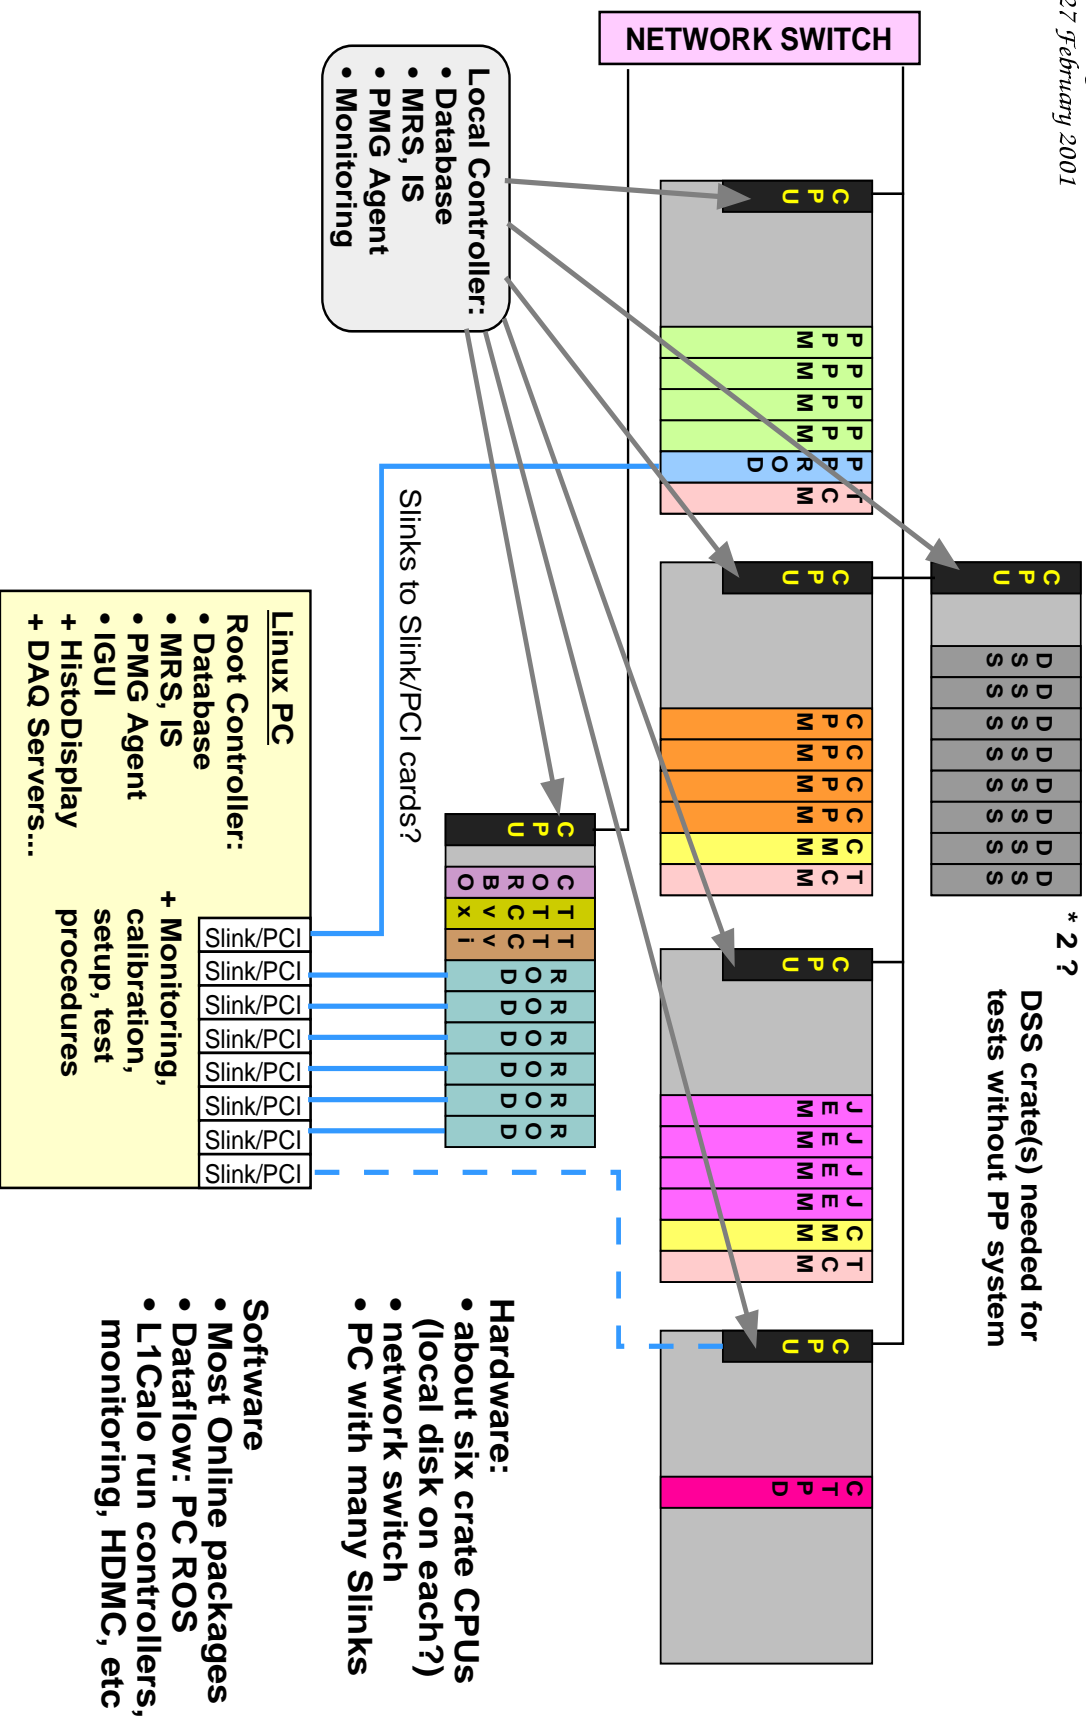 27 February 2001
NETWORK SWITCH
* 2 ?
DSS crate(s) needed for
tests without PP system
CPU
DSS
DSS
DSS
DSS
DSS
DSS
DSS
DSS
CPU
PPM
PPM
PPM
PPM
PPROD
TCM
CPU
CPM
CPM
CPM
CPM
CMM
TCM
CPU
JEM
JEM
JEM
JEM
CMM
TCM
CPU
CTPD
Local Controller:
• Database
• MRS, IS
• PMG Agent
• Monitoring
CPU
CTORBO
TTCvx
TTCvi
ROD
ROD
ROD
ROD
ROD
ROD
Slinks to Slink/PCI cards?
Hardware:
• about six crate CPUs
(local disk on each?)
• network switch
• PC with many Slinks
Slink/PCI
Slink/PCI
Slink/PCI
Slink/PCI
Slink/PCI
Slink/PCI
Slink/PCI
Slink/PCI
Linux PC
Root Controller:
• Database
• MRS, IS
• PMG Agent
• IGUI
+ HistoDisplay
+ DAQ Servers...
+ Monitoring,
calibration,
setup, test
procedures
Software
• Most Online packages
• Dataflow: PC ROS
• L1Calo run controllers,
monitoring, HDMC, etc